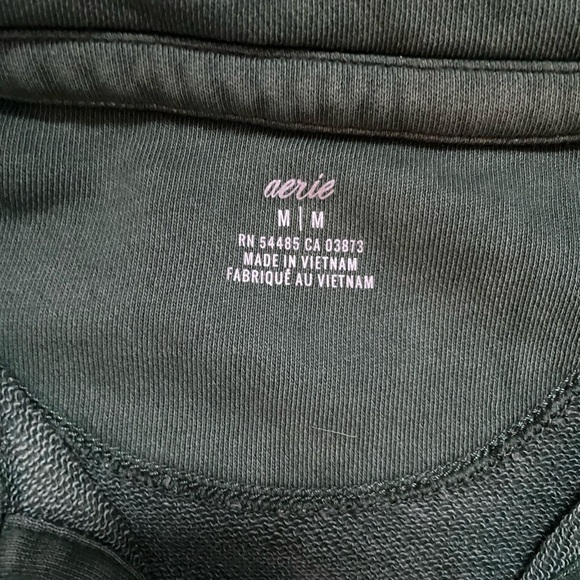 aerie
M | M
RN 54485 CA 03873
MADE IN VIETNAM
FABRIQUÉ AU VIETNAM